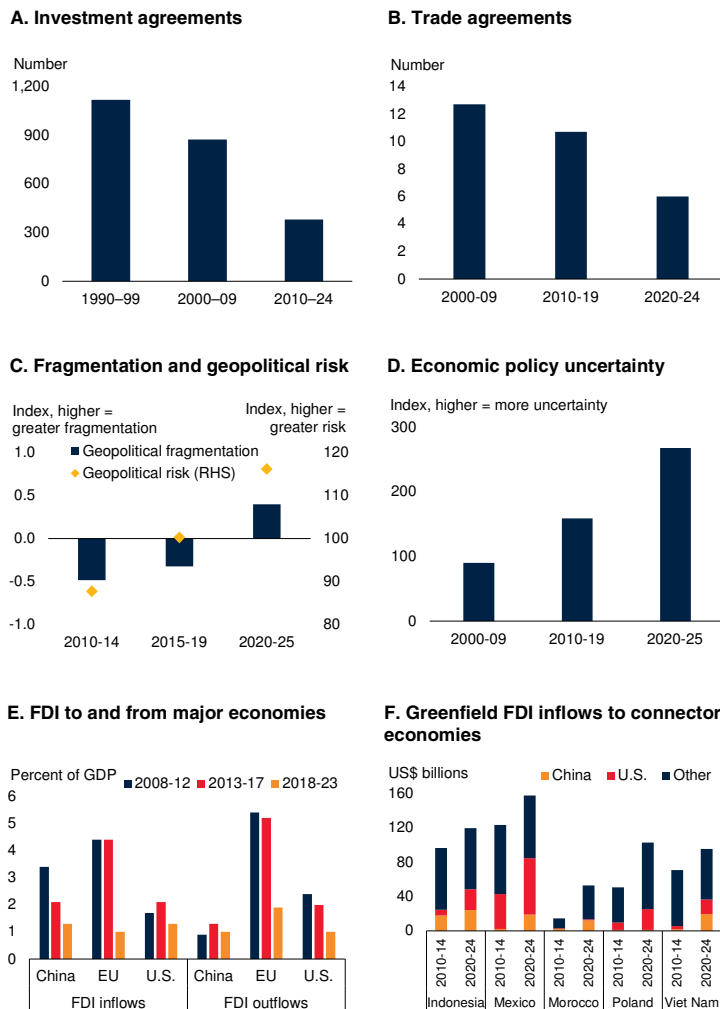 A. Investment agreements
Number
1,200
900
600
300
0
1990–99 2000–09 2010–24
B. Trade agreements
Number
14
12
10
8
6
4
2
0
2000-09 2010-19 2020-24
C. Fragmentation and geopolitical risk
Index, higher =
greater fragmentation
Index, higher =
greater risk
Geopolitical fragmentation
Geopolitical risk (RHS)
1.0
0.5
0.0
-0.5
-1.0
120
110
100
90
80
2010-14 2015-19 2020-25
D. Economic policy uncertainty
Index, higher = more uncertainty
300
200
100
0
2000-09 2010-19 2020-25
E. FDI to and from major economies
Percent of GDP
2008-12 2013-17 2018-23
6
5
4
3
2
1
0
China EU U.S. China EU U.S.
FDI inflows FDI outflows
F. Greenfield FDI inflows to connector
economies
US$ billions
China U.S. Other
160
120
80
40
0
2010-14 2020-24 2010-14 2020-24 2010-14 2020-24 2010-14 2020-24 2010-14 2020-24
Indonesia Mexico Morocco Poland Viet Nam